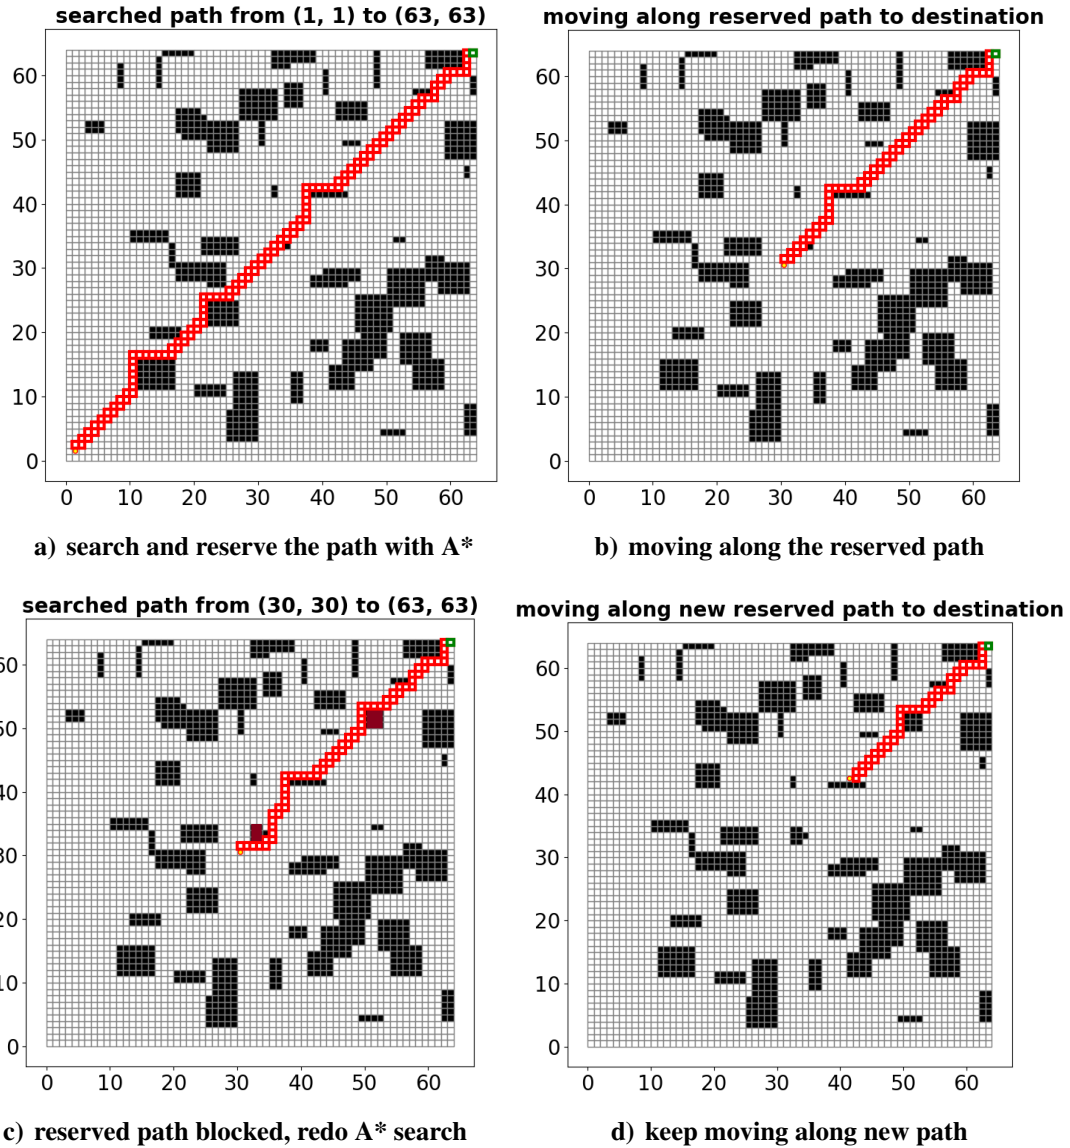 searched path from (1, 1) to (63, 63)
moving along reserved path to destination
60
50
40
30
20
10
0
0 10 20 30 40 50 60
60
50
40
30
20
10
0
0 10 20 30 40 50 60
a) search and reserve the path with A*
b) moving along the reserved path
searched path from (30, 30) to (63, 63)
moving along new reserved path to destination
60
50
40
30
20
10
0
0 10 20 30 40 50 60
60
50
40
30
20
10
0
0 10 20 30 40 50 60
c) reserved path blocked, redo A* search
d) keep moving along new path